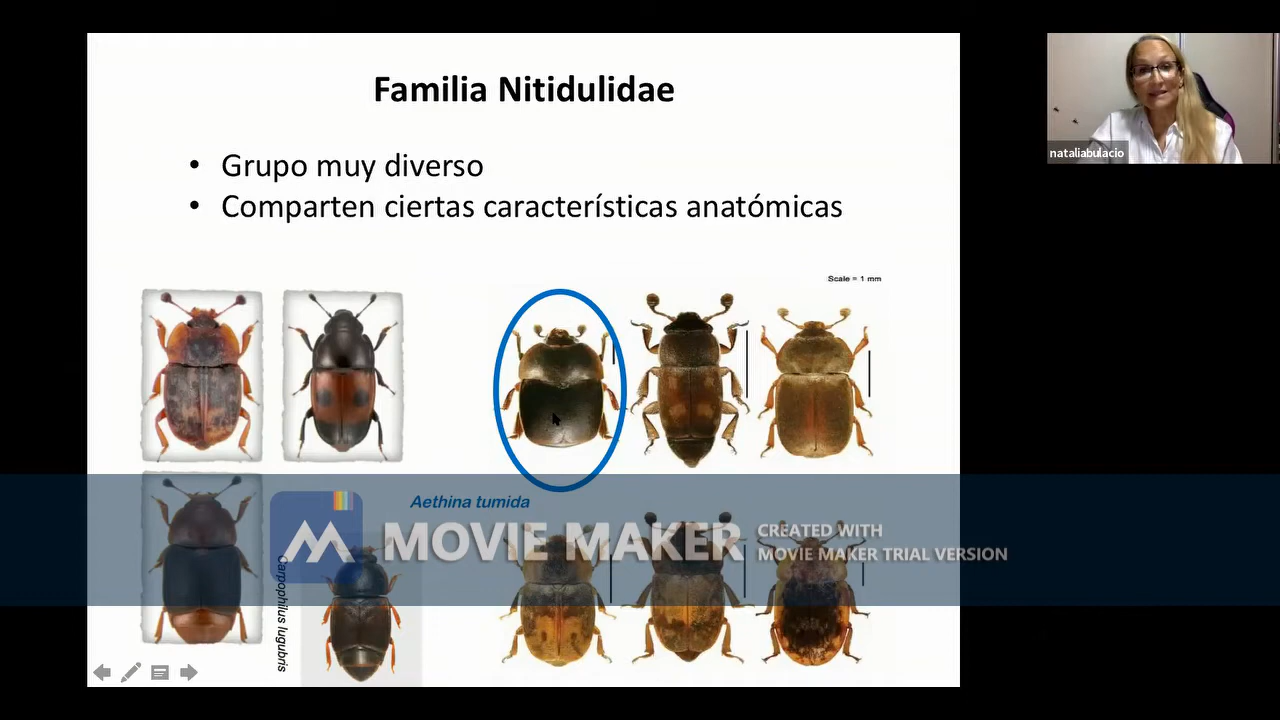 Familia Nitidulidae
• Grupo muy diverso
• Comparten ciertas características anatómicas
nataliabulacio
Scale = 1 mm
Aethina tumida
MOVIE MAKER
CREATED WITH
MOVIE MAKER TRIAL VERSION
Carpophilus lugubris